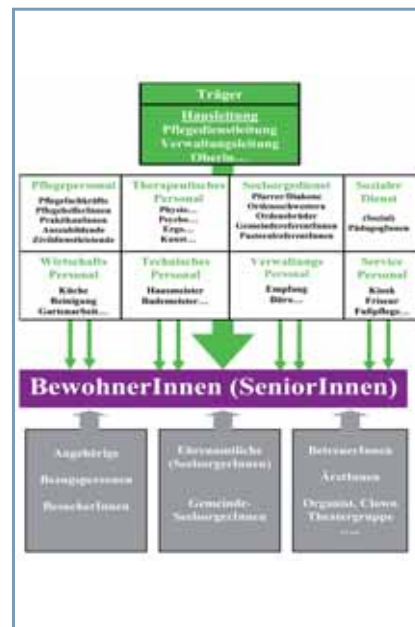 Träger
Hausleitung
Pflegedienstleitung
Verwaltungsleitung
Oberin...
Pflegepersonal
Pflegefachkräfte
PflegehelferInnen
PraktikantInnen
Auszubildende
Zivildienstleistende
Therapeutisches
Personal
Physio...
Psycho...
Ergo...
Kunst...
Seelsorgedienst
Pfarrer/Diakone
Ordensschwestern
Ordensbrüder
GemeindereferentInnen
PastoralreferentInnen
Sozialer
Dienst
(Sozial)
PädagogInnen
Wirtschafts
Personal
Küche
Reinigung
Gartenarbeit...
Technisches
Personal
Hausmeister
Bademeister...
Verwaltungs
Personal
Empfang
Büro...
Service
Personal
Kiosk
Friseur
Fußpflege...
BewohnerInnen (SeniorInnen)
Angehörige
Bezugspersonen
BesucherInnen
Ehrenamtliche
(SeelsorgerInnen)
Gemeinde-
SeelsorgerInnen
BetreuerInnen
ÄrztInnen
Organist, Clown,
Theatergruppe